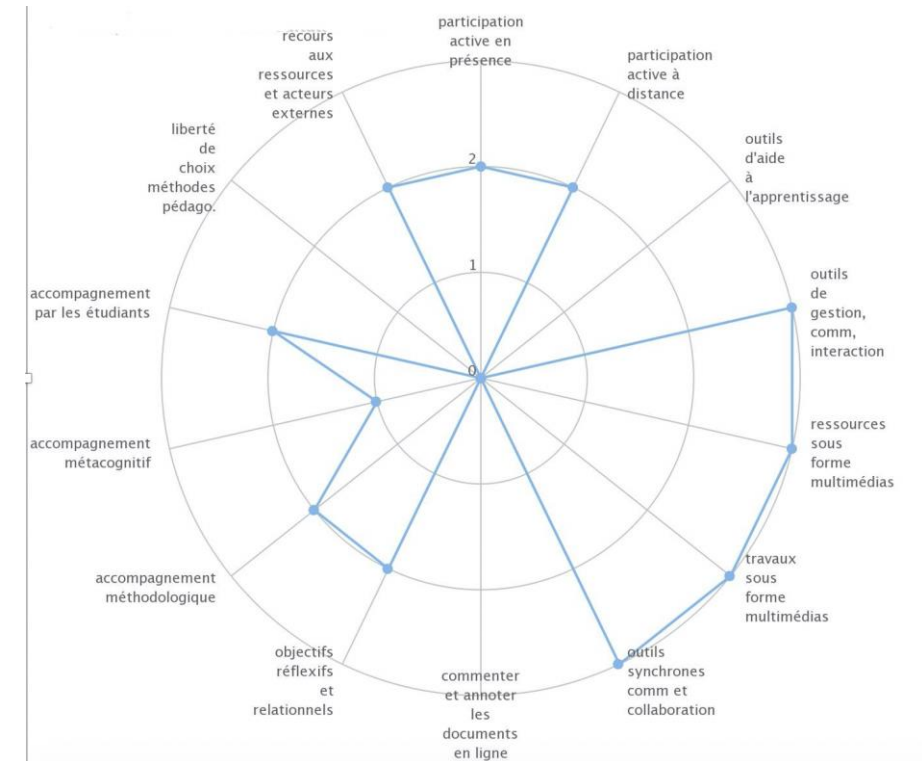 participation
active en
présence
participation
active à
distance
outils
d'aide
à
l'apprentissage
outils
de
gestion,
comm,
interaction
ressources
sous
forme
multimédias
travaux
sous
forme
multimédias
outils
synchrones
comm et
collaboration
commenter
et annoter
les
documents
en ligne
objectifs
réflexifs
et
relationnels
accompagnement
méthodologique
accompagnement
métacognitif
accompagnement
par les étudiants
liberté
de
choix
méthodes
pédago.
recours
aux
ressources
et acteurs
externes
2
1
0